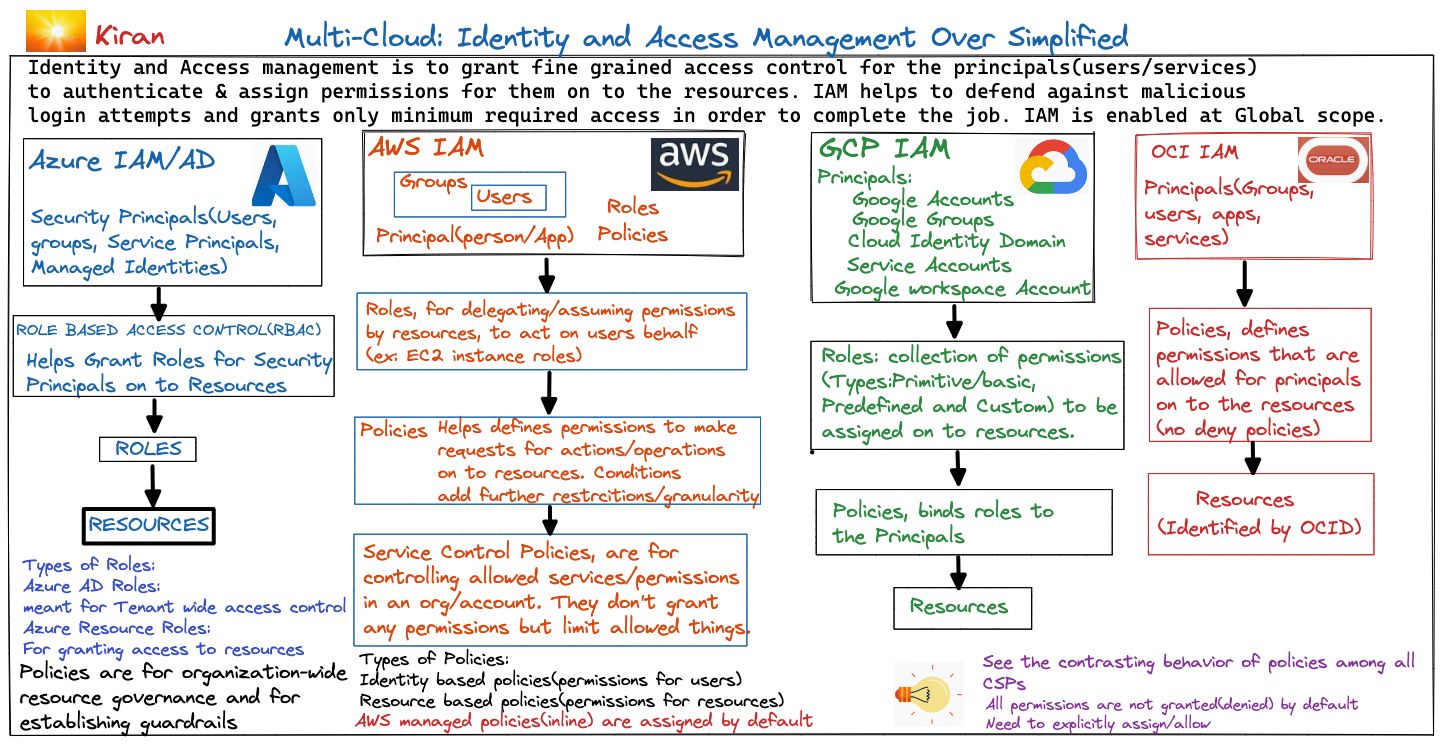 Kiran
Multi-Cloud: Identity and Access Management Over Simplified
Identity and Access management is to grant fine grained access control for the principals(users/services)
to authenticate & assign permissions for them on to the resources. IAM helps to defend against malicious
login attempts and grants only minimum required access in order to complete the job. IAM is enabled at Global scope.
Azure IAM/AD
Security Principals(Users,
groups, Service Principals,
Managed Identities)
ROLE BASED ACCESS CONTROL(RBAC)
Helps Grant Roles for Security
Principals on to Resources
ROLES
RESOURCES
Types of Roles:
Azure AD Roles:
meant for Tenant wide access control
Azure Resource Roles:
For granting access to resources
Policies are for organization-wide
resource governance and for
establishing guardrails
AWS IAM
aws
Groups
Users
Principal(person/App)
Roles
Policies
Roles, for delegating/assuming permissions
by resources, to act on users behalf
(ex: EC2 instance roles)
Policies
Helps defines permissions to make
requests for actions/operations
on to resources. Conditions
add further restrcitions/granularity
Service Control Policies, are for
controlling allowed services/permissions
in an org/account. They don't grant
any permissions but limit allowed things.
Types of Policies:
Identity based policies(permissions for users)
Resource based policies(permissions for resources)
AWS managed policies(inline) are assigned by default
GCP IAM
Principals:
Google Accounts
Google Groups
Cloud Identity Domain
Service Accounts
Google workspace Account
Roles: collection of permissions
(Types:Primitive/basic,
Predefined and Custom) to be
assigned on to resources.
Policies, binds roles to
the Principals
Resources
OCI IAM
ORACLE
Principals(Groups,
users, apps,
services)
Policies, defines
permissions that are
allowed for principals
on to the resources
(no deny policies)
Resources
(Identified by OCID)
See the contrasting behavior of policies among all
CSPs
All permissions are not granted(denied) by default
Need to explicitly assign/allow